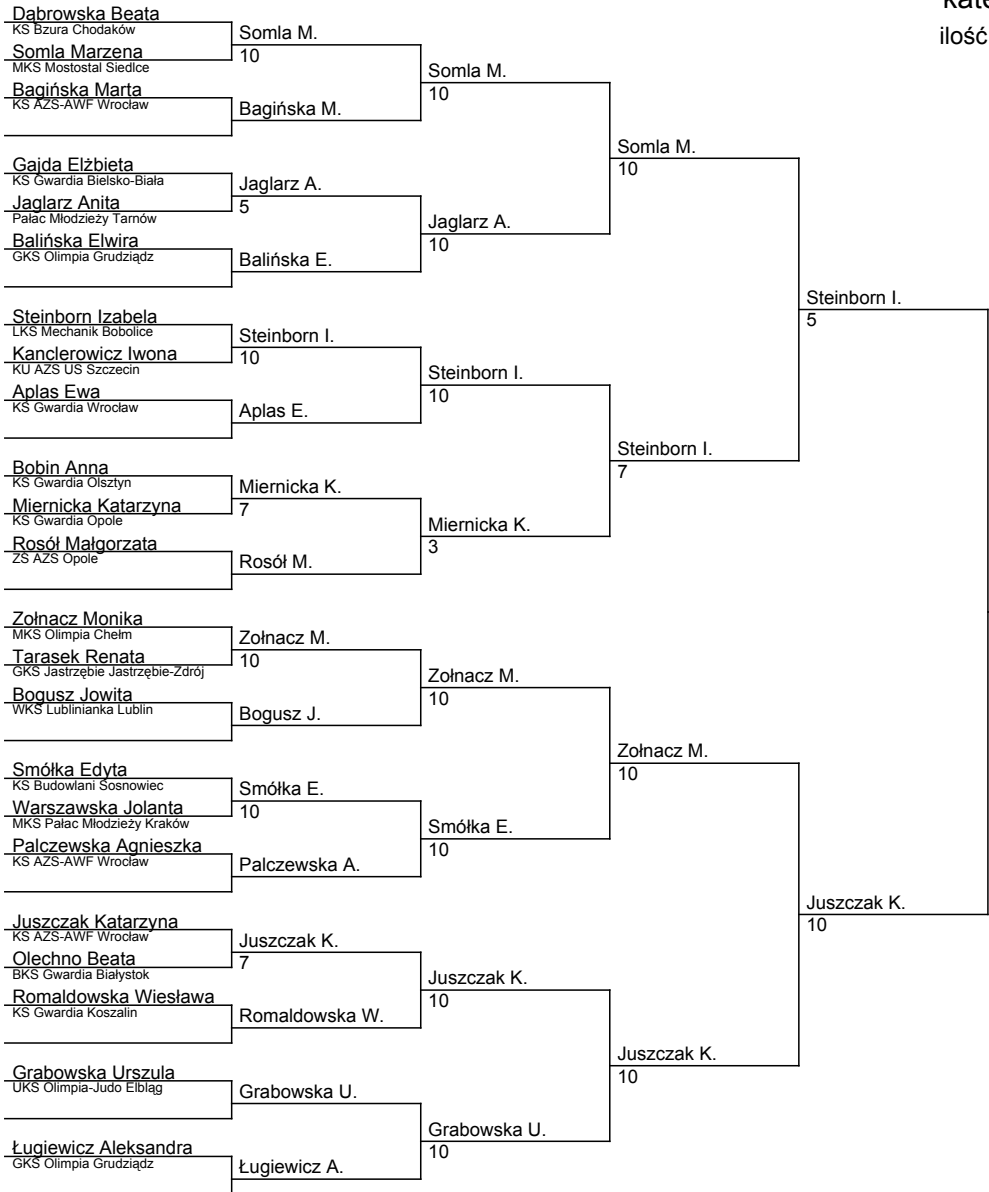 kate
ilość
Dąbrowska Beata
KS Bzura Chodaków
Somla Marzena
MKS Mostostal Siedlce
Bagińska Marta
KS AZS-AWF Wrocław
Gajda Elżbieta
KS Gwardia Bielsko-Biała
Jaglarz Anita
Pałac Młodzieży Tarnów
Balińska Elwira
GKS Olimpia Grudziądz
Steinborn Izabela
LKS Mechanik Bobolice
Kanclerowicz Iwona
KU AZS US Szczecin
Aplas Ewa
KS Gwardia Wrocław
Bobin Anna
KS Gwardia Olsztyn
Miernicka Katarzyna
KS Gwardia Opole
Rosół Małgorzata
ZS AZS Opole
Zołnacz Monika
MKS Olimpia Chełm
Tarasek Renata
GKS Jastrzębie Jastrzębie-Zdrój
Bogusz Jowita
WKS Lublinianka Lublin
Smółka Edyta
KS Budowlani Sosnowiec
Warszawska Jolanta
MKS Pałac Młodzieży Kraków
Palczewska Agnieszka
KS AZS-AWF Wrocław
Juszczak Katarzyna
KS AZS-AWF Wrocław
Olechno Beata
BKS Gwardia Białystok
Romaldowska Wiesława
KS Gwardia Koszalin
Grabowska Urszula
UKS Olimpia-Judo Elbląg
Ługiewicz Aleksandra
GKS Olimpia Grudziądz
Somla M.
10
Bagińska M.
Jaglarz A.
5
Balińska E.
Steinborn I.
10
Aplas E.
Miernicka K.
7
Rosół M.
Zołnacz M.
10
Bogusz J.
Smółka E.
10
Palczewska A.
Juszczak K.
7
Romaldowska W.
Grabowska U.
Ługiewicz A.
Somla M.
10
Jaglarz A.
10
Steinborn I.
10
Miernicka K.
3
Zołnacz M.
10
Smółka E.
10
Juszczak K.
10
Grabowska U.
10
Somla M.
10
Steinborn I.
7
Zołnacz M.
10
Juszczak K.
10
Steinborn I.
5
Juszczak K.
10